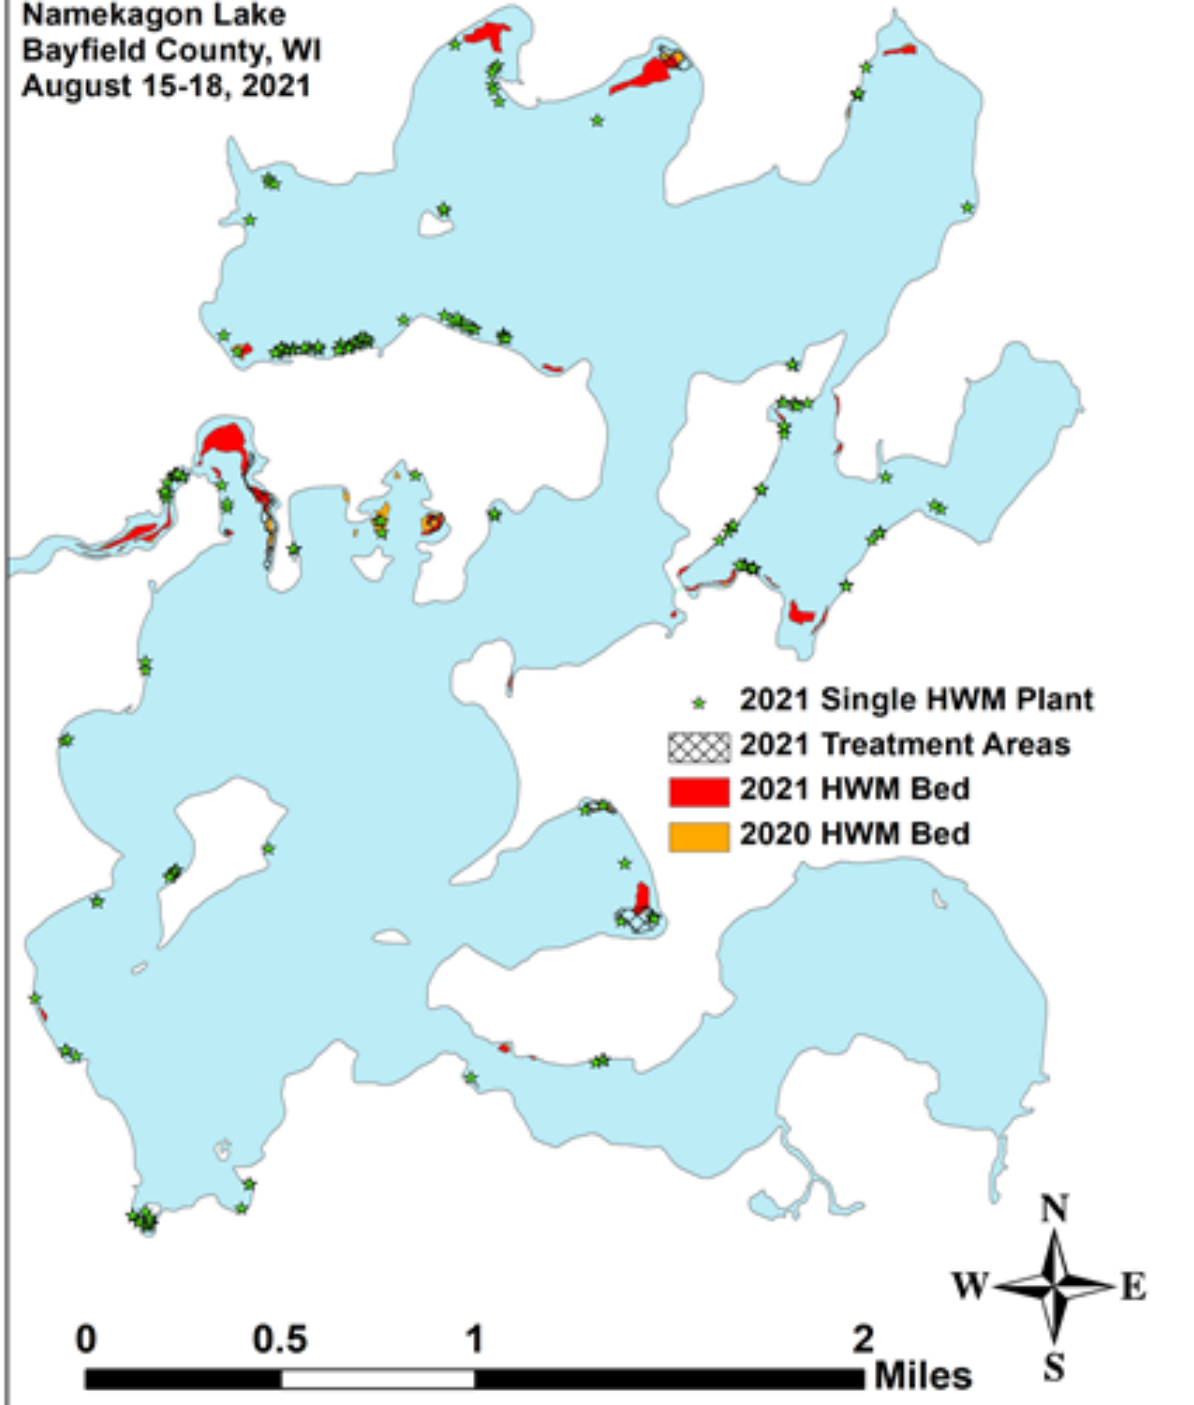 Namekagon Lake
Bayfield County, WI
August 15-18, 2021
2021 Single HWM Plant
2021 Treatment Areas
2021 HWM Bed
2020 HWM Bed
N
W E
S
0 0.5 1 2
Miles